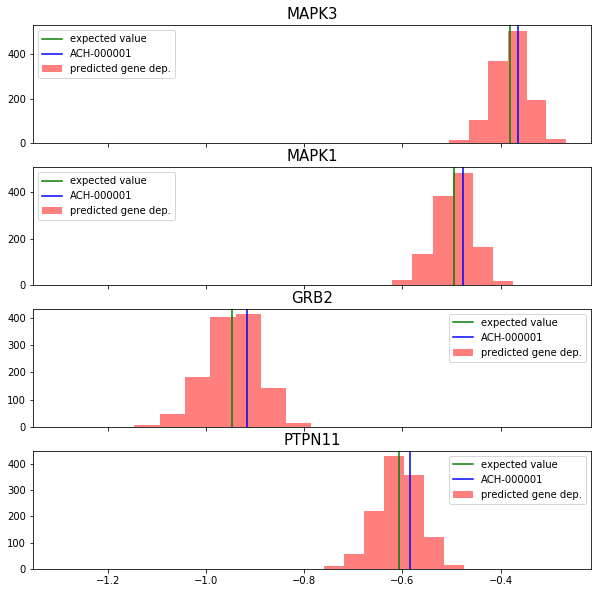 MAPK3
400
200
0
expected value
ACH-000001
predicted gene dep.
MAPK1
400
200
0
expected value
ACH-000001
predicted gene dep.
GRB2
400
300
200
100
0
expected value
ACH-000001
predicted gene dep.
PTPN11
400
300
200
100
0
expected value
ACH-000001
predicted gene dep.
−1.2 −1.0 −0.8 −0.6 −0.4